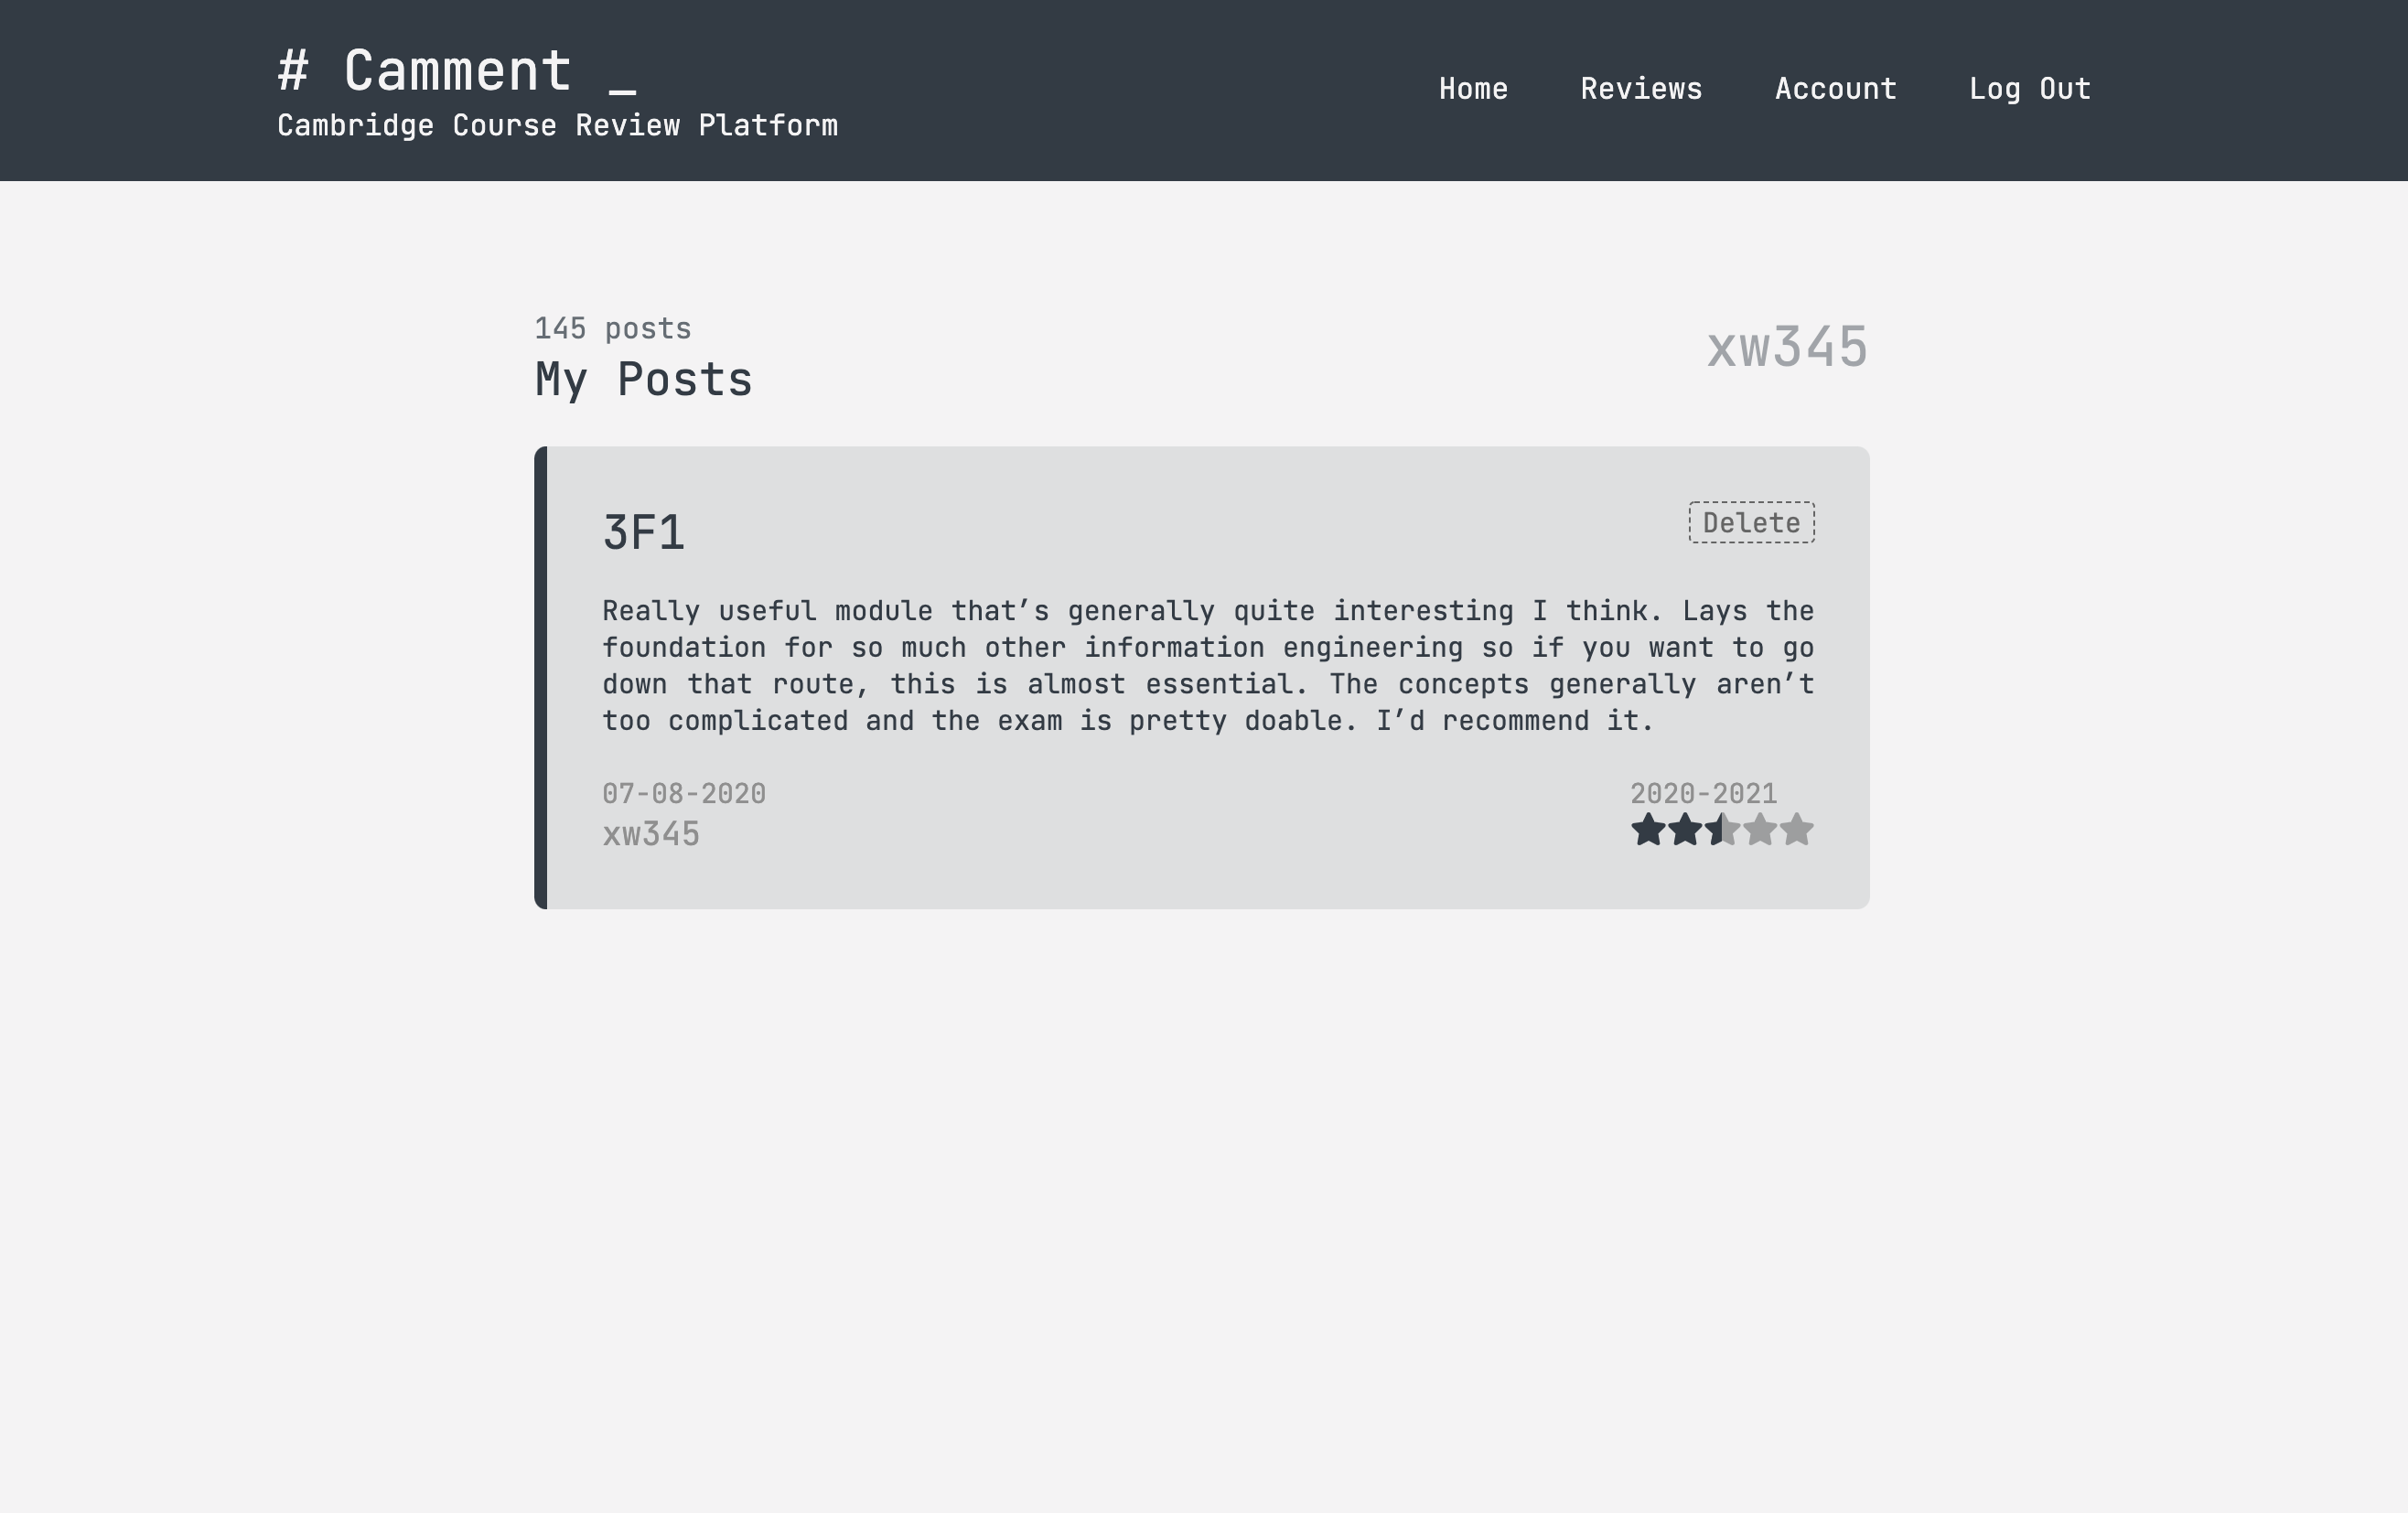 # Camment _
Cambridge Course Review Platform
Home Reviews Account Log Out
145 posts
My Posts
xw345
3F1
Delete
Really useful module that’s generally quite interesting I think. Lays the
foundation for so much other information engineering so if you want to go
down that route, this is almost essential. The concepts generally aren’t
too complicated and the exam is pretty doable. I’d recommend it.
07-08-2020
xw345
2020-2021